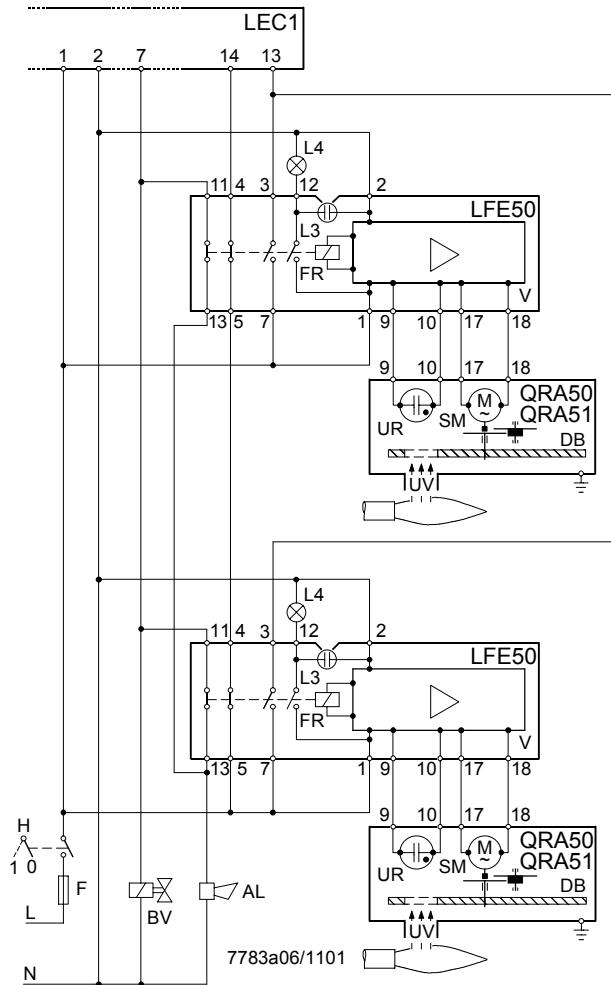 LEC1
1 2 7 14 13
L4
11 4 3 12 2
LFE50
L3
FR
V
13 5 7 1 9 10 17 18
9 10 17 18
M
~
QRA50
QRA51
UR SM
DB
UV
L4
11 4 3 12 2
LFE50
L3
FR
V
13 5 7 1 9 10 17 18
9 10 17 18
H
1 0
M
~
QRA50
QRA51
F
UR SM
DB
AL
L
BV
UV
7783a06/1101
N